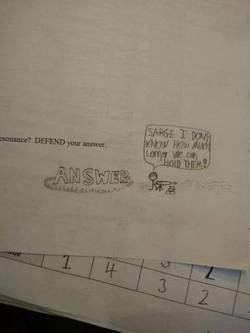 SARGE I DON'T
KNOW HOW MUCH
LONGER WE CAN
HOLD THEM!!
esonance? DEFEND your answer.
ANSWER
1 4
3 2